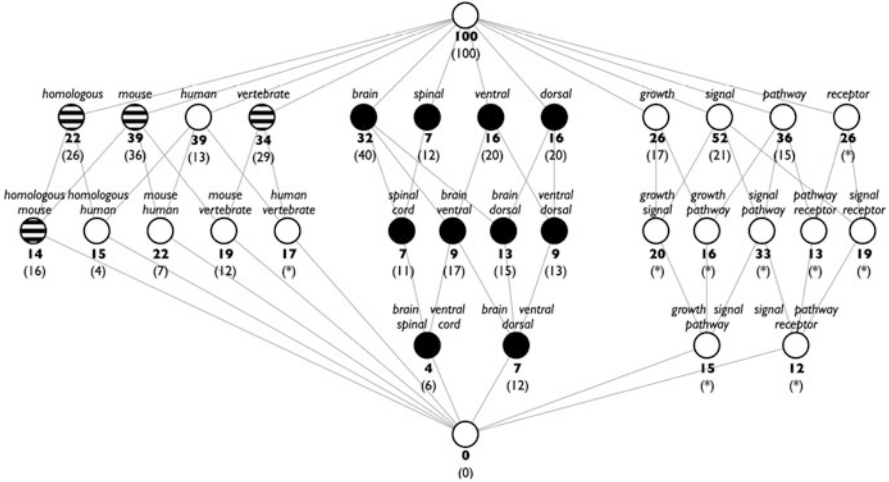 100
(100)
homologous mouse human vertebrate brain spinal ventral dorsal growth signal pathway receptor
22 39 39 34 32 7 16 16 26 52 36 26
(26) (36) (13) (29) (40) (12) (20) (20) (17) (21) (15) (*)
homologous homologous mouse mouse human spinal brain brain ventral growth growth signal pathway signal
mouse human human vertebrate vertebrate cord ventral dorsal dorsal signal pathway pathway receptor receptor
14 15 22 19 17 7 9 13 9 20 16 33 13 19
(16) (4) (7) (12) (*) (11) (17) (15) (13) (*) (*) (*) (*) (*)
brain ventral brain ventral growth signal signal pathway
spinal cord dorsal pathway receptor
4 7 15 12
(6) (12) (*) (*)
0
(0)